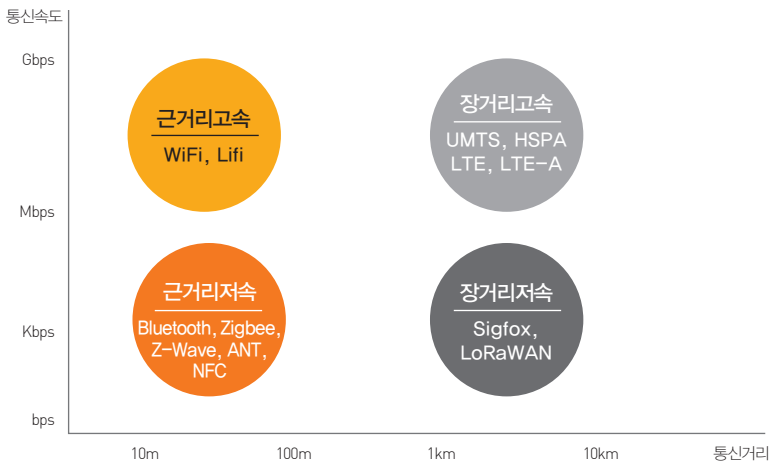 통신속도
Gbps
근거리고속
WiFi, Lifi
장거리고속
UMTS, HSPA
LTE, LTE-A
Mbps
근거리저속
Bluetooth, Zigbee,
Z-Wave, ANT,
NFC
장거리저속
Sigfox,
LoRaWAN
Kbps
bps
10m
100m
1km
10km
통신거리